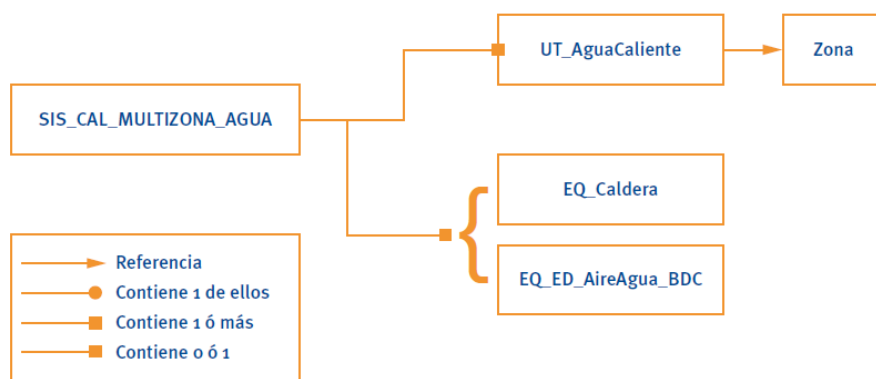 UT_AguaCaliente
Zona
SIS_CAL_MULTIZONA_AGUA
EQ_Caldera
EQ_ED_AireAgua_BDC
Referencia
Contiene 1 de ellos
Contiene 1 ó más
Contiene 0 ó 1